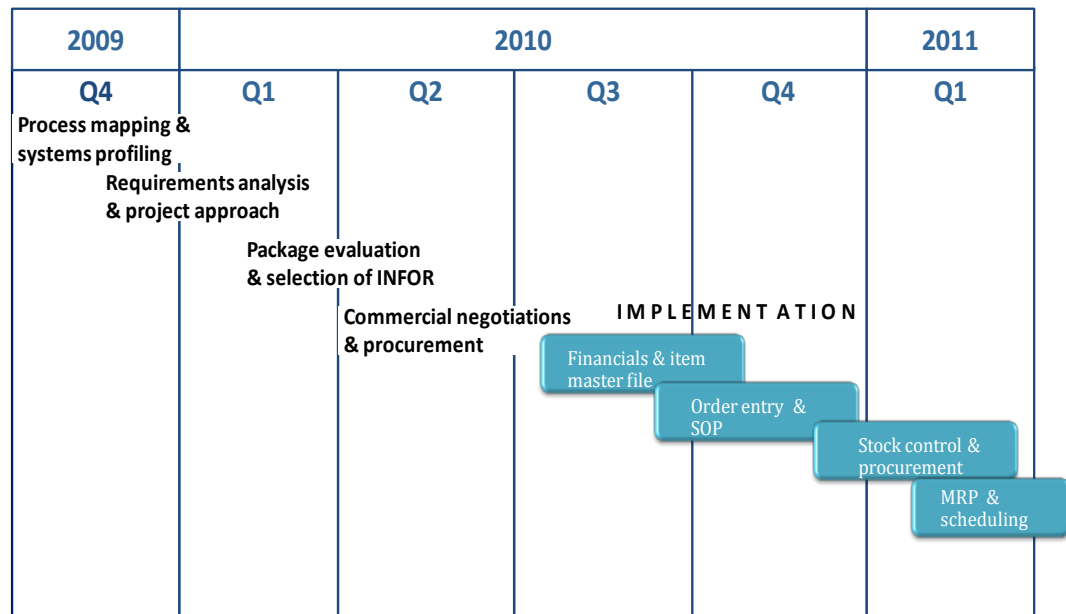 2009 2010 2011
Q4 Q1 Q2 Q3 Q4 Q1
Process mapping &
systems profiling
Requirements analysis
& project approach
Package evaluation
& selection of INFOR
Commercial negotiations
& procurement
IMPLEMENTATION
Financials & item
master file
Order entry &
SOP
Stock control &
procurement
MRP &
scheduling